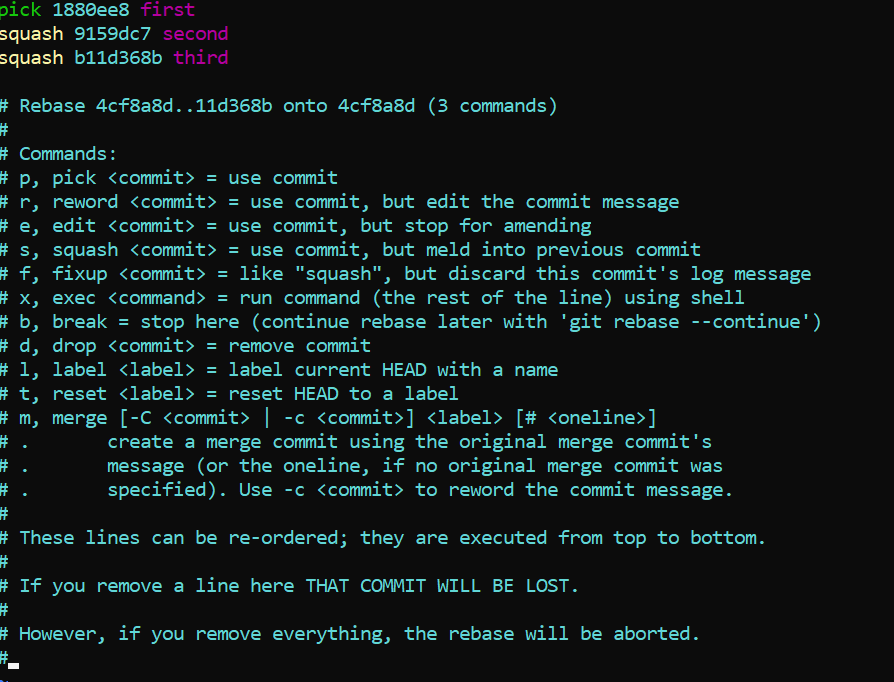 pick 1880ee8 first
squash 9159dc7 second
squash b11d368b third
# Rebase 4cf8a8d..11d368b onto 4cf8a8d (3 commands)
#
# Commands:
# p, pick <commit> = use commit
# r, reword <commit> = use commit, but edit the commit message
# e, edit <commit> = use commit, but stop for amending
# s, squash <commit> = use commit, but meld into previous commit
# f, fixup <commit> = like "squash", but discard this commit's log message
# x, exec <command> = run command (the rest of the line) using shell
# b, break = stop here (continue rebase later with 'git rebase --continue')
# d, drop <commit> = remove commit
# l, label <label> = label current HEAD with a name
# t, reset <label> = reset HEAD to a label
# m, merge [-C <commit> | -c <commit>] <label> [# <oneline>]
# .       create a merge commit using the original merge commit's
# .       message (or the oneline, if no original merge commit was
# .       specified). Use -c <commit> to reword the commit message.
#
# These lines can be re-ordered; they are executed from top to bottom.
#
# If you remove a line here THAT COMMIT WILL BE LOST.
#
# However, if you remove everything, the rebase will be aborted.
#